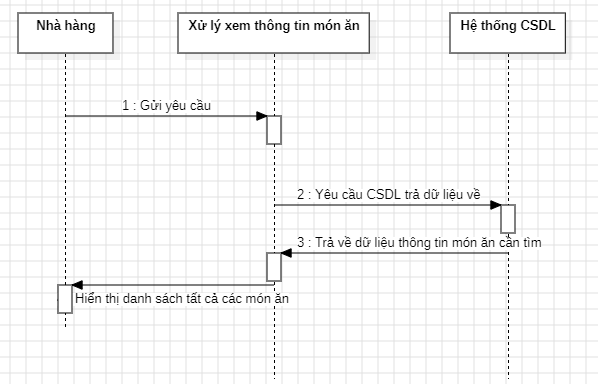 Nhà hàng
Xử lý xem thông tin món ăn
Hệ thống CSDL
1 : Gửi yêu cầu
2 : Yêu cầu CSDL trả dữ liệu về
3 : Trả về dữ liệu thông tin món ăn cần tìm
Hiển thị danh sách tất cả các món ăn